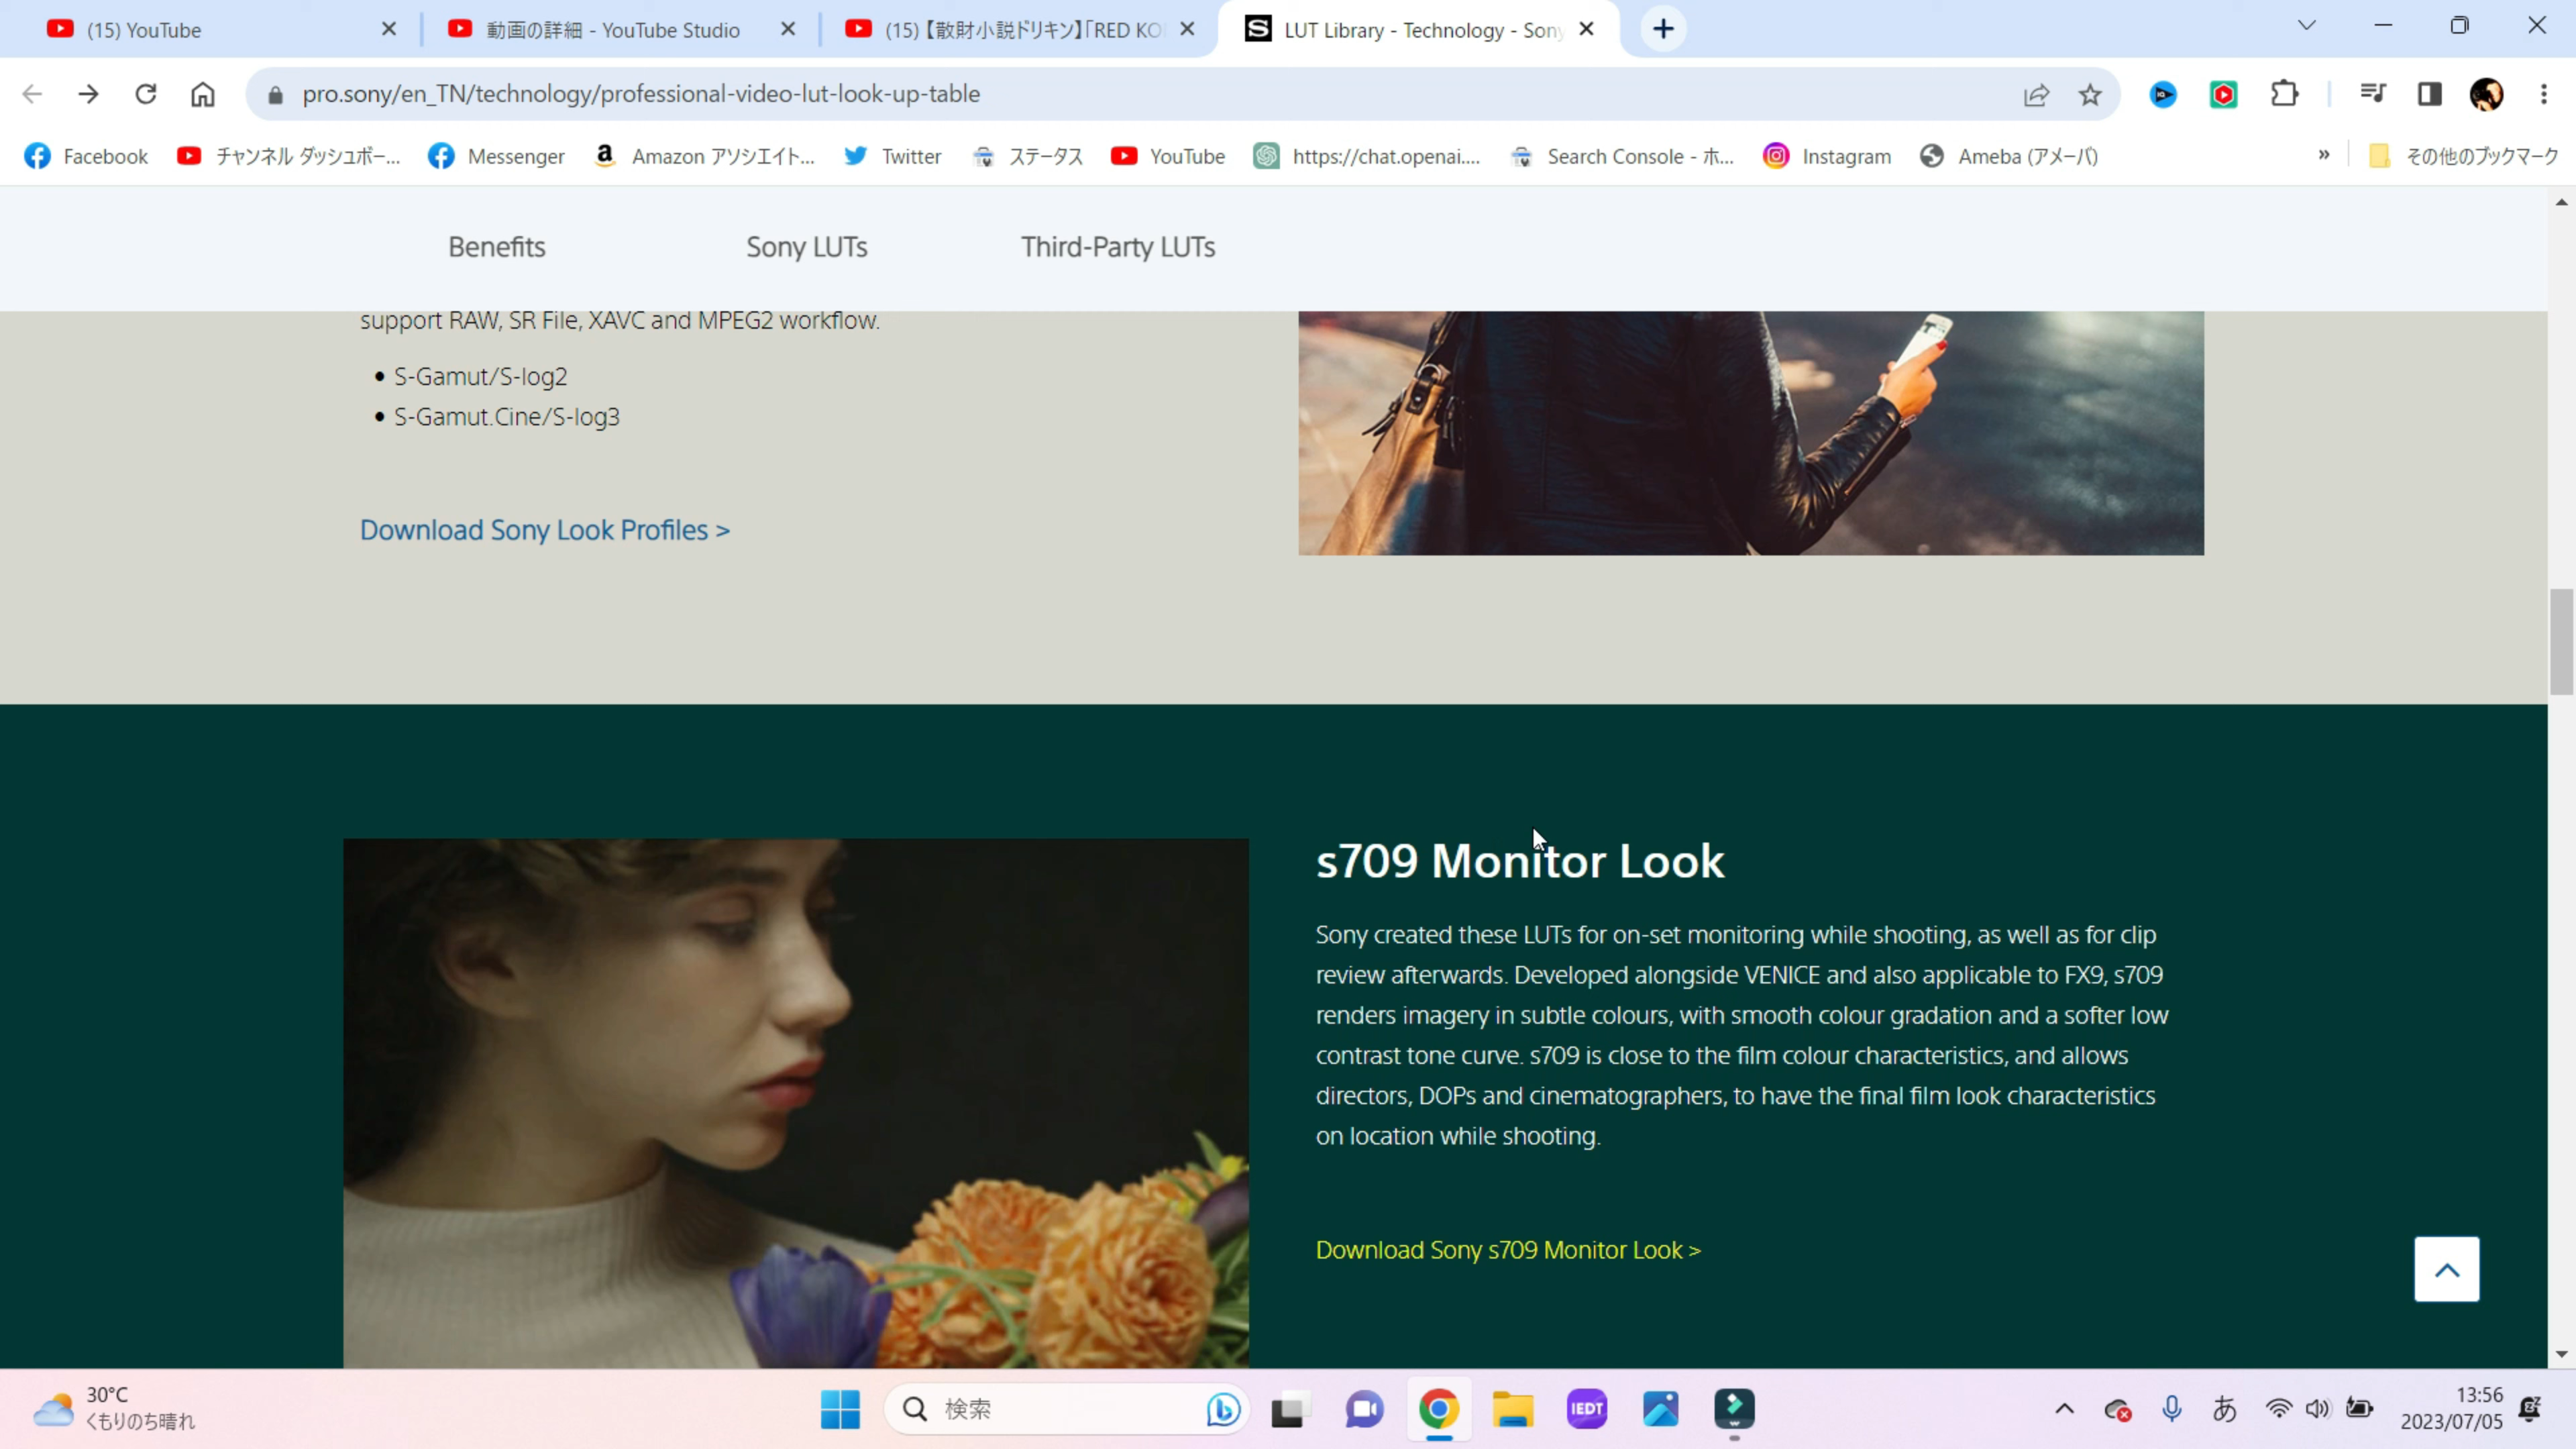 (15) YouTube
動画の詳細 - YouTube Studio
(15)【散財小説ドリキン】「RED KO
LUT Library - Technology - Sony
pro.sony/en_TN/technology/professional-video-lut-look-up-table
Facebook
チャンネル ダッシュボー...
Messenger
Amazon アソシエイト...
Twitter
ステータス
YouTube
https://chat.openai....
Search Console - ホ...
Instagram
Ameba (アメーバ)
»
その他のブックマーク
Benefits
Sony LUTs
Third-Party LUTs
support RAW, SR File, XAVC and MPEG2 workflow.
• S-Gamut/S-log2
• S-Gamut.Cine/S-log3
Download Sony Look Profiles >
s709 Monitor Look
Sony created these LUTs for on-set monitoring while shooting, as well as for clip
review afterwards. Developed alongside VENICE and also applicable to FX9, s709
renders imagery in subtle colours, with smooth colour gradation and a softer low
contrast tone curve. s709 is close to the film colour characteristics, and allows
directors, DOPs and cinematographers, to have the final film look characteristics
on location while shooting.
Download Sony s709 Monitor Look >
30°C
くもりのち晴れ
検索
IEDT
あ
13:56
2023/07/05